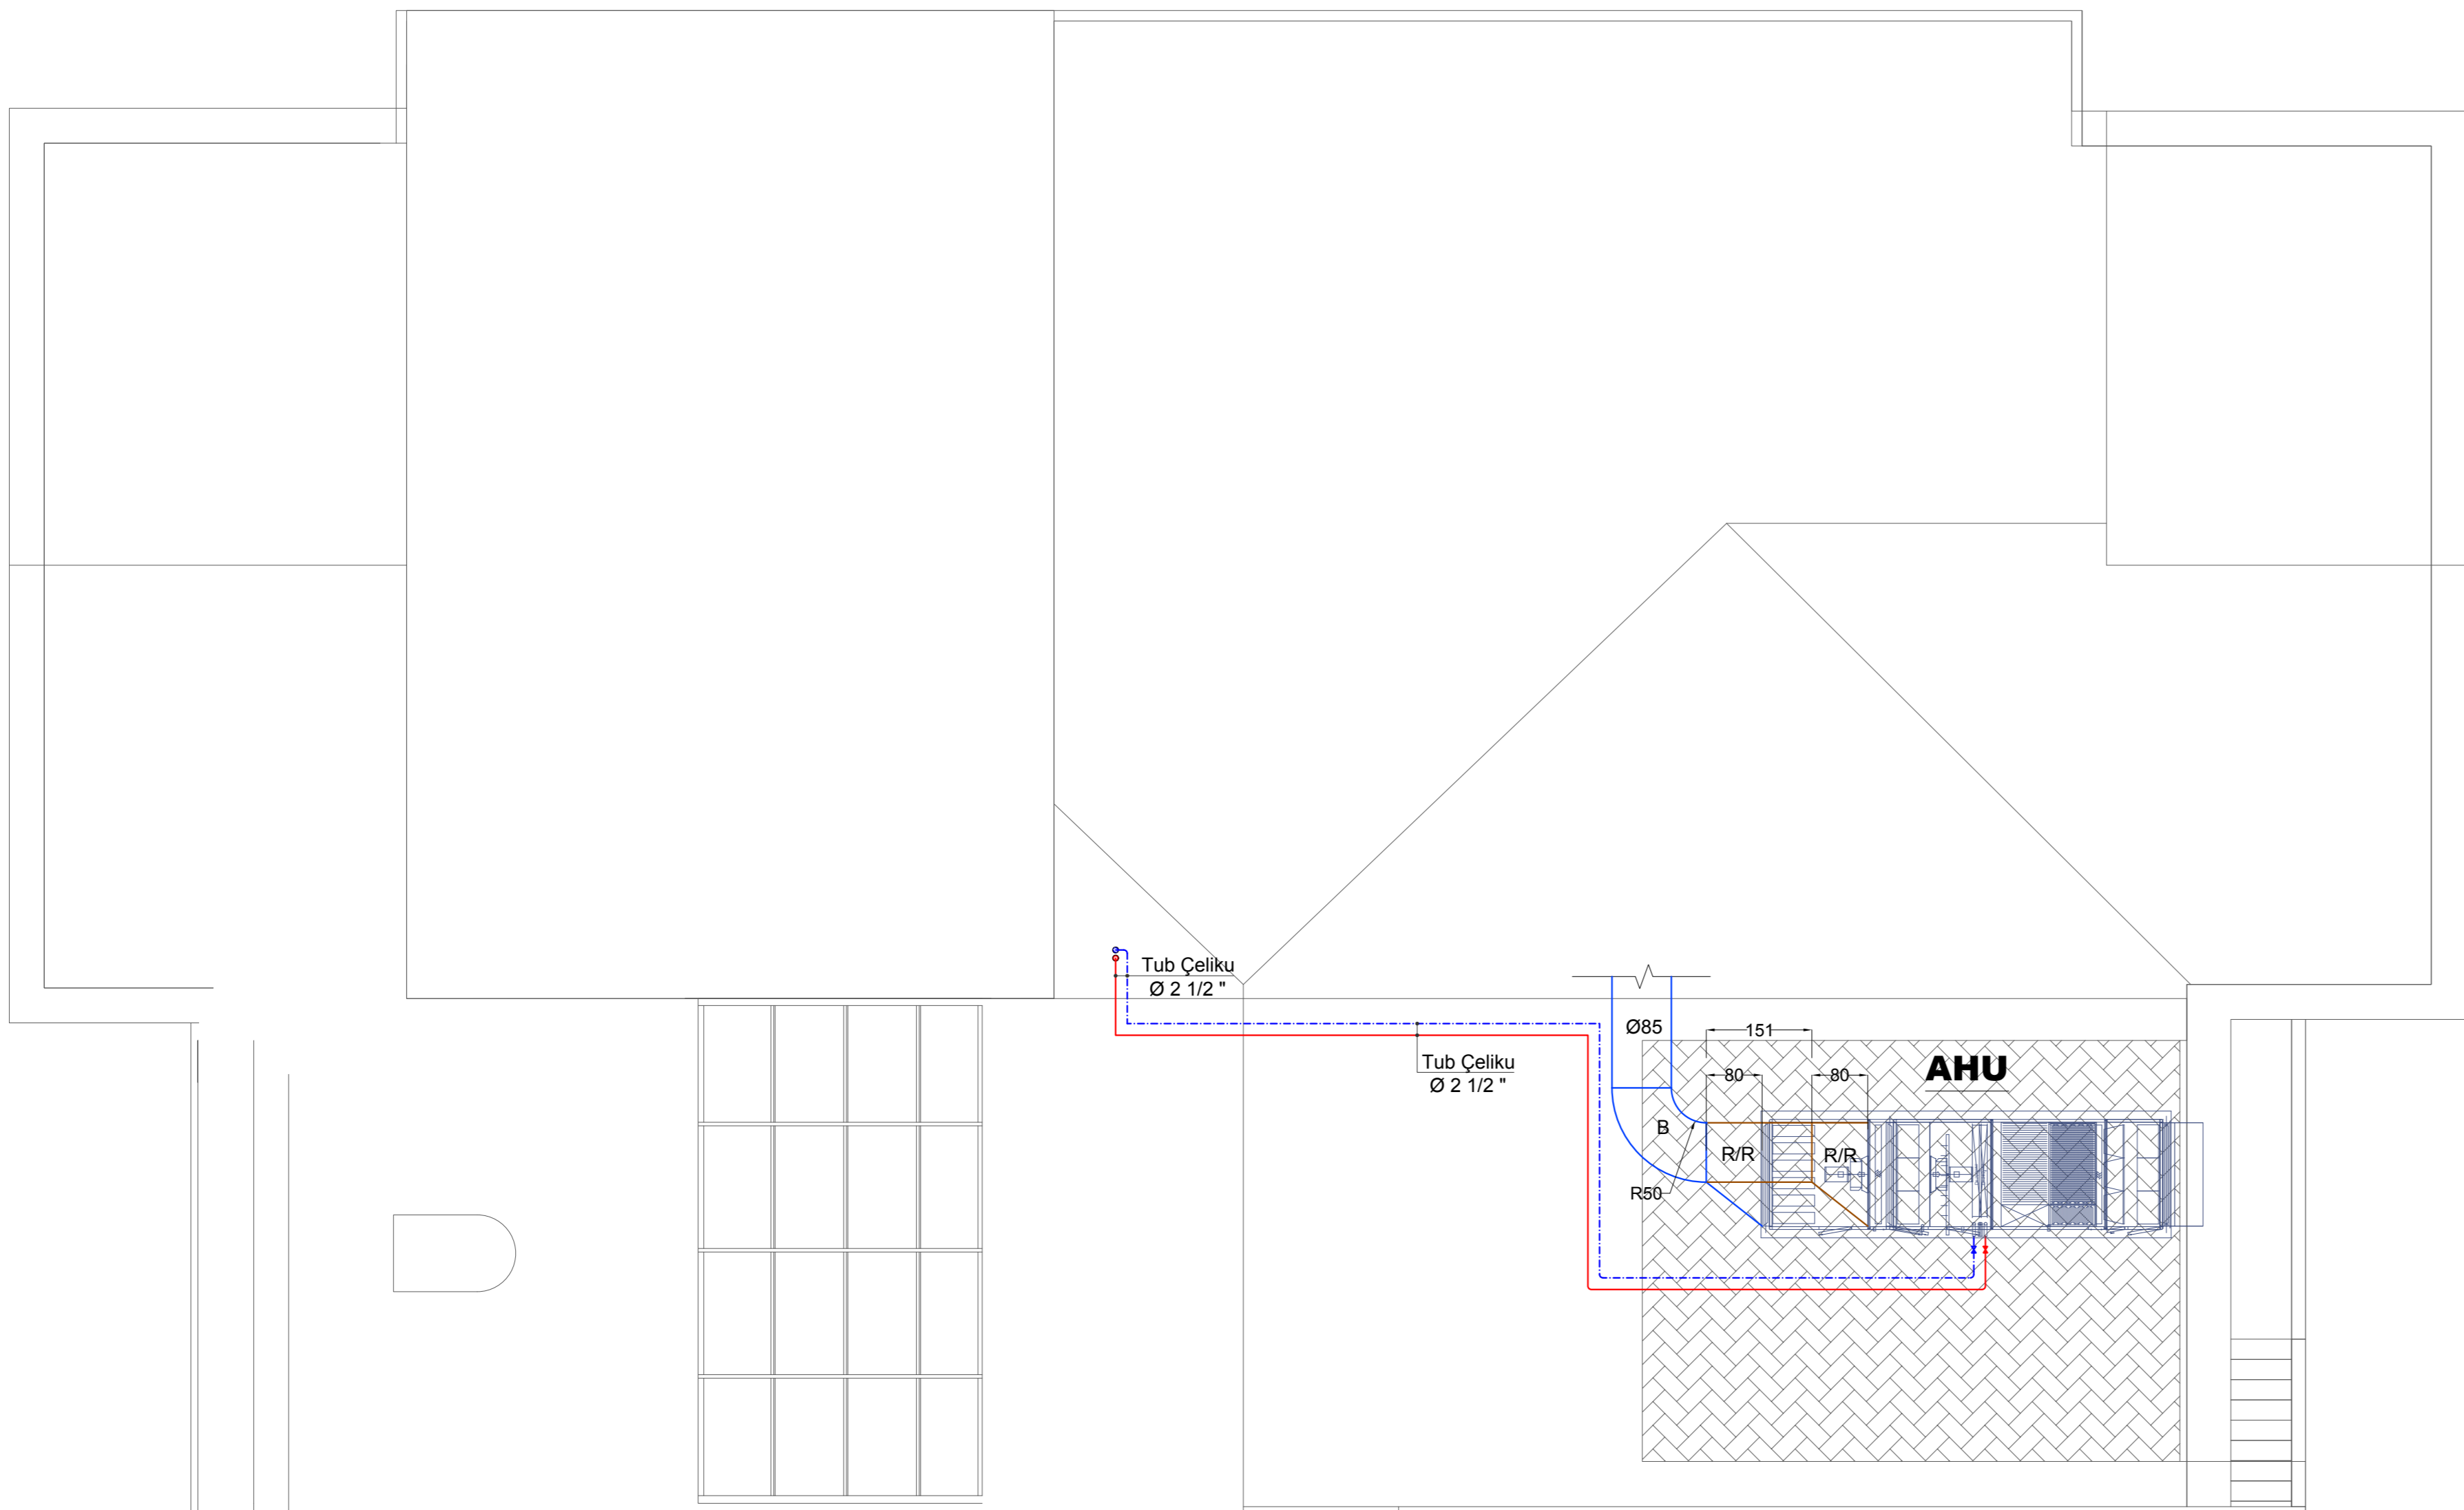 Tub Çeliku
Ø 2 1/2 "
Tub Çeliku
Ø 2 1/2 "
Ø85
151
80
80
AHU
B
R/R
R/R
R50